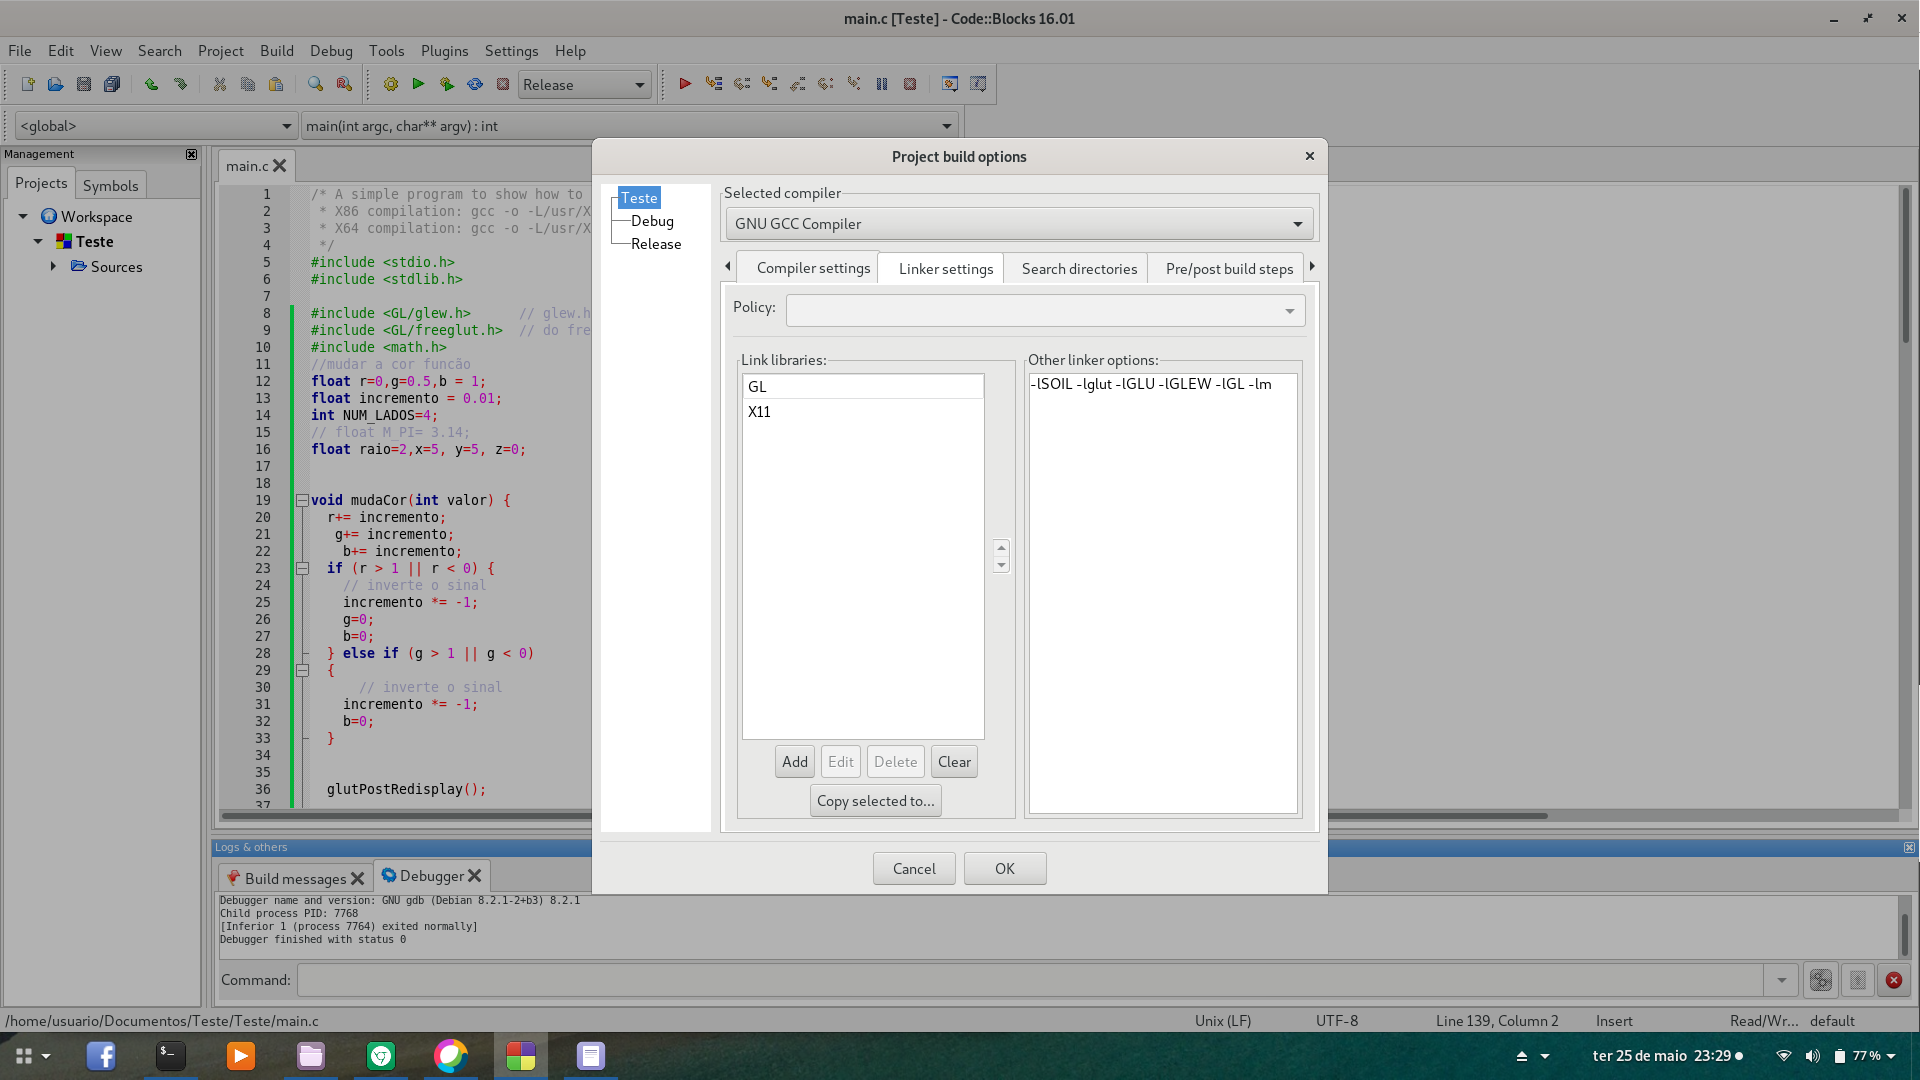 main.c [Teste] - Code::Blocks 16.01
File Edit View Search Project Build Debug Tools Plugins Settings Help
Release
<global>
main(int argc, char** argv) : int
Management
Projects
Symbols
Workspace
Teste
Sources
main.c
1 /* A simple program to show how to
2 * X86 compilation: gcc -o -L/usr/X
3 * X64 compilation: gcc -o -L/usr/X
4 */
5 #include <stdio.h>
6 #include <stdlib.h>
7
8 #include <GL/glew.h> // glew.h
9 #include <GL/freeglut.h> // do fre
10 #include <math.h>
11 //mudar a cor funcão
12 float r=0,g=0.5,b = 1;
13 float incremento = 0.01;
14 int NUM_LADOS=4;
15 // float M_PI= 3.14;
16 float raio=2,x=5, y=5, z=0;
17
18
19 void mudaCor(int valor) {
20 r+= incremento;
21 g+= incremento;
22 b+= incremento;
23 if (r > 1 || r < 0) {
24 // inverte o sinal
25 incremento *= -1;
26 g=0;
27 b=0;
28 } else if (g > 1 || g < 0)
29 {
30 // inverte o sinal
31 incremento *= -1;
32 b=0;
33 }
34
35
36 glutPostRedisplay();
37
Project build options
Teste
Debug
Release
Selected compiler
GNU GCC Compiler
Compiler settings
Linker settings
Search directories
Pre/post build steps
Policy:
Link libraries:
GL
X11
Add
Edit
Delete
Clear
Copy selected to...
Other linker options:
-lSOIL -lglut -lGLU -lGLEW -lGL -lm
Cancel
OK
Logs & others
Build messages
Debugger
Debugger name and version: GNU gdb (Debian 8.2.1-2+b3) 8.2.1
Child process PID: 7768
[Inferior 1 (process 7764) exited normally]
Debugger finished with status 0
Command:
/home/usuario/Documentos/Teste/Teste/main.c
Unix (LF)
UTF-8
Line 139, Column 2
Insert
Read/Wr...
default
ter 25 de maio 23:29
77 %